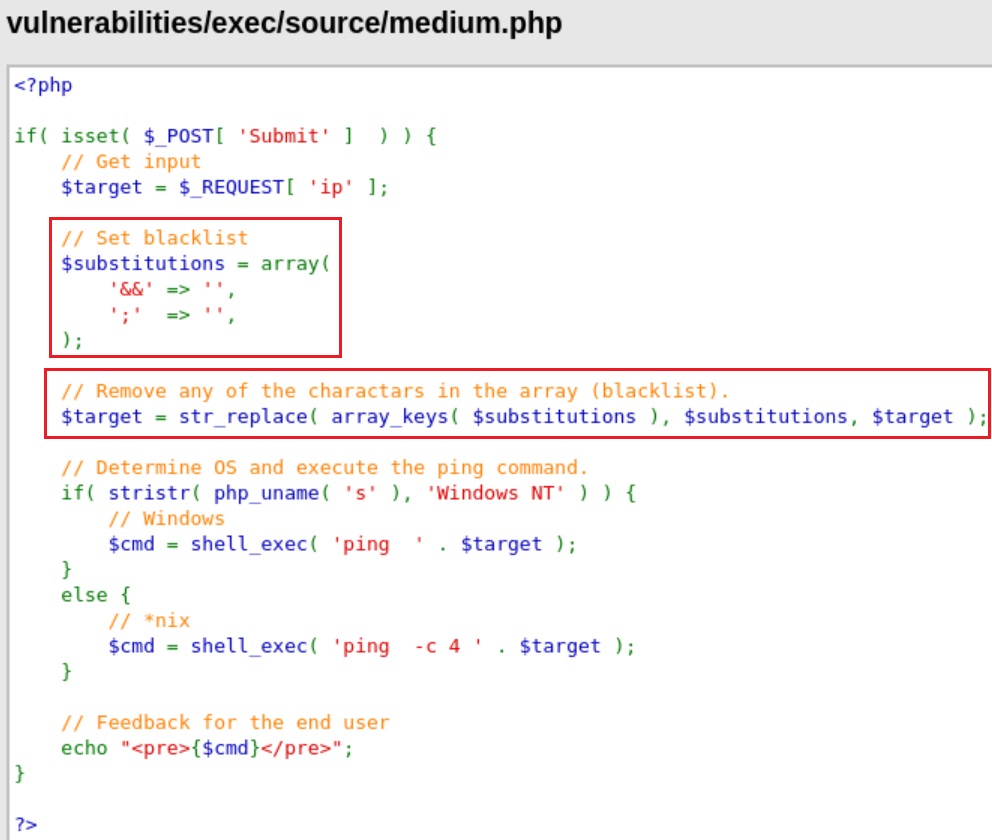 vulnerabilities/exec/source/medium.php
<?php
if( isset( $_POST[ 'Submit' ]  ) ) {
    // Get input
    $target = $_REQUEST[ 'ip' ];
    // Set blacklist
    $substitutions = array(
        '&&' => '',
        ';'  => '',
    );
    // Remove any of the charactars in the array (blacklist).
    $target = str_replace( array_keys( $substitutions ), $substitutions, $target );
    // Determine OS and execute the ping command.
    if( stristr( php_uname( 's' ), 'Windows NT' ) ) {
        // Windows
        $cmd = shell_exec( 'ping  ' . $target );
    }
    else {
        // *nix
        $cmd = shell_exec( 'ping  -c 4 ' . $target );
    }
    // Feedback for the end user
    echo "<pre>{$cmd}</pre>";
}
?>